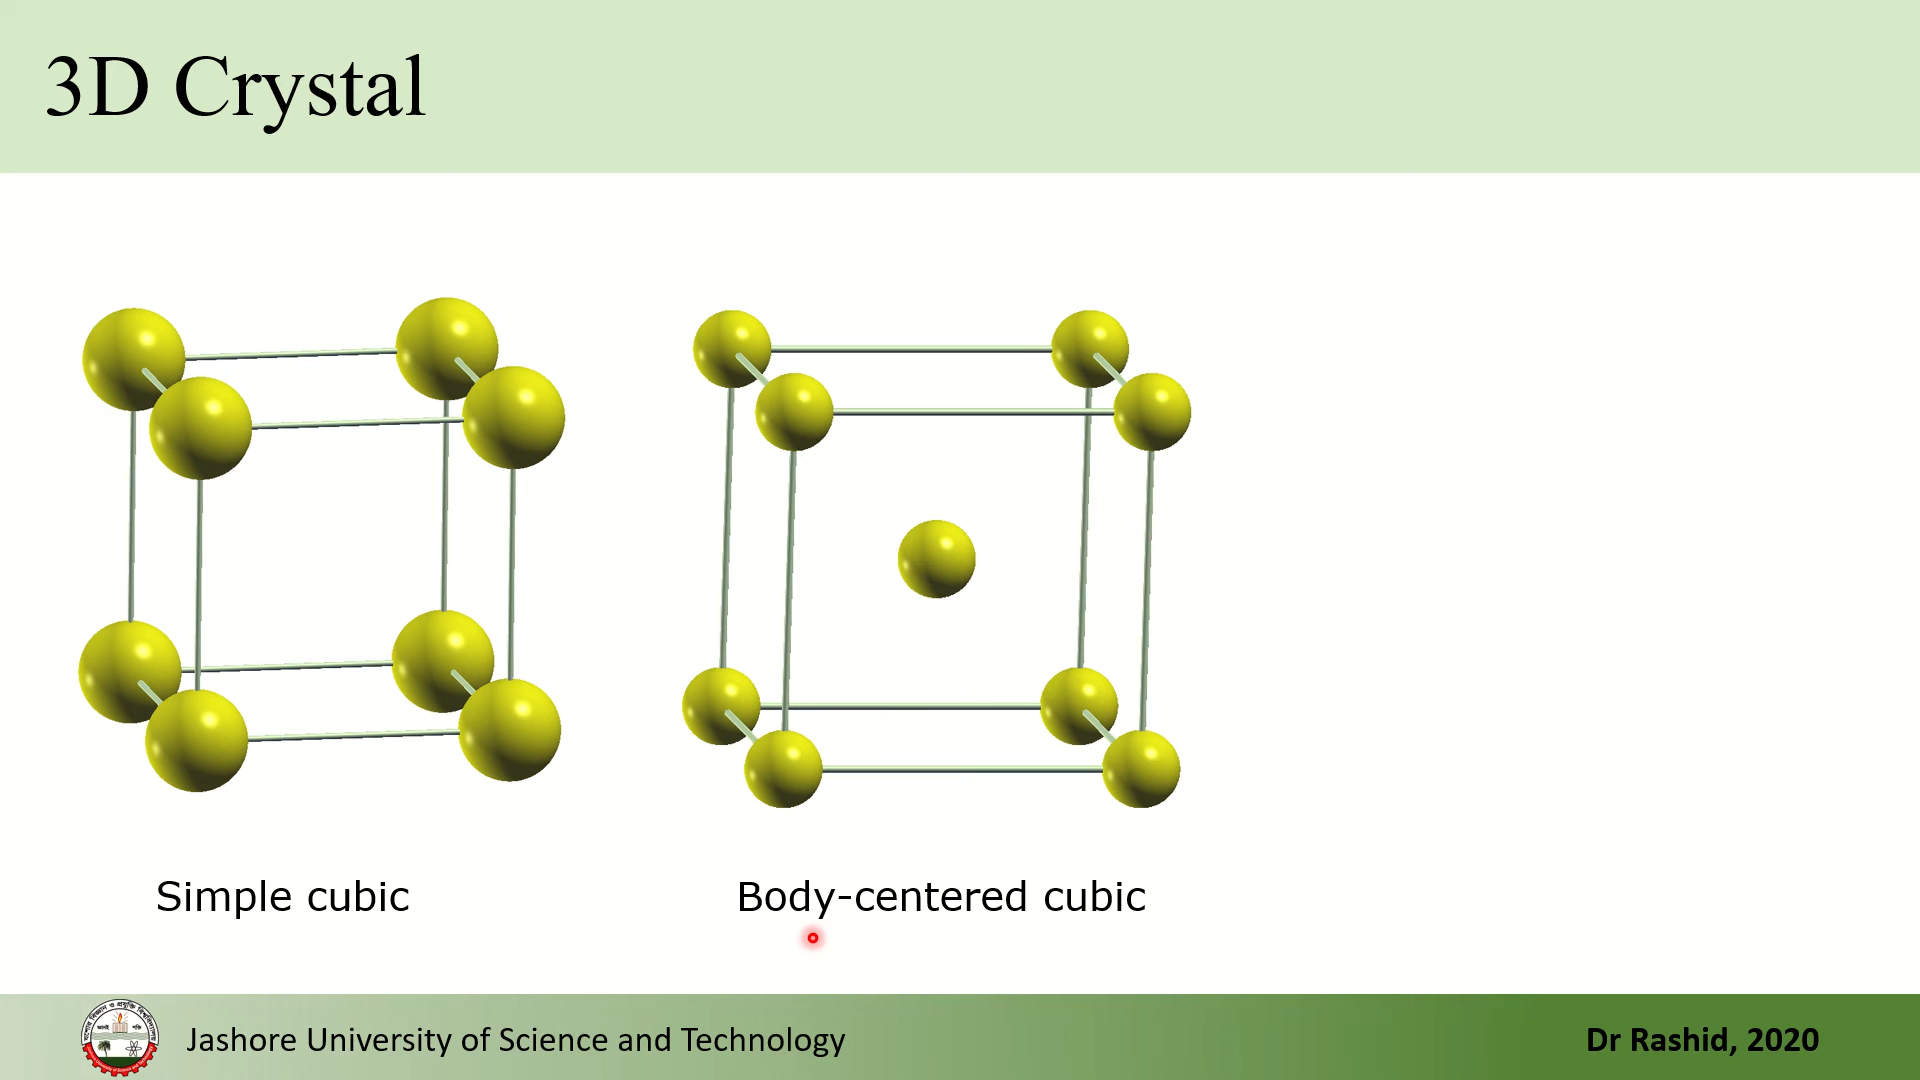 3D Crystal
Simple cubic
Body-centered cubic
Jashore University of Science and Technology
Dr Rashid, 2020